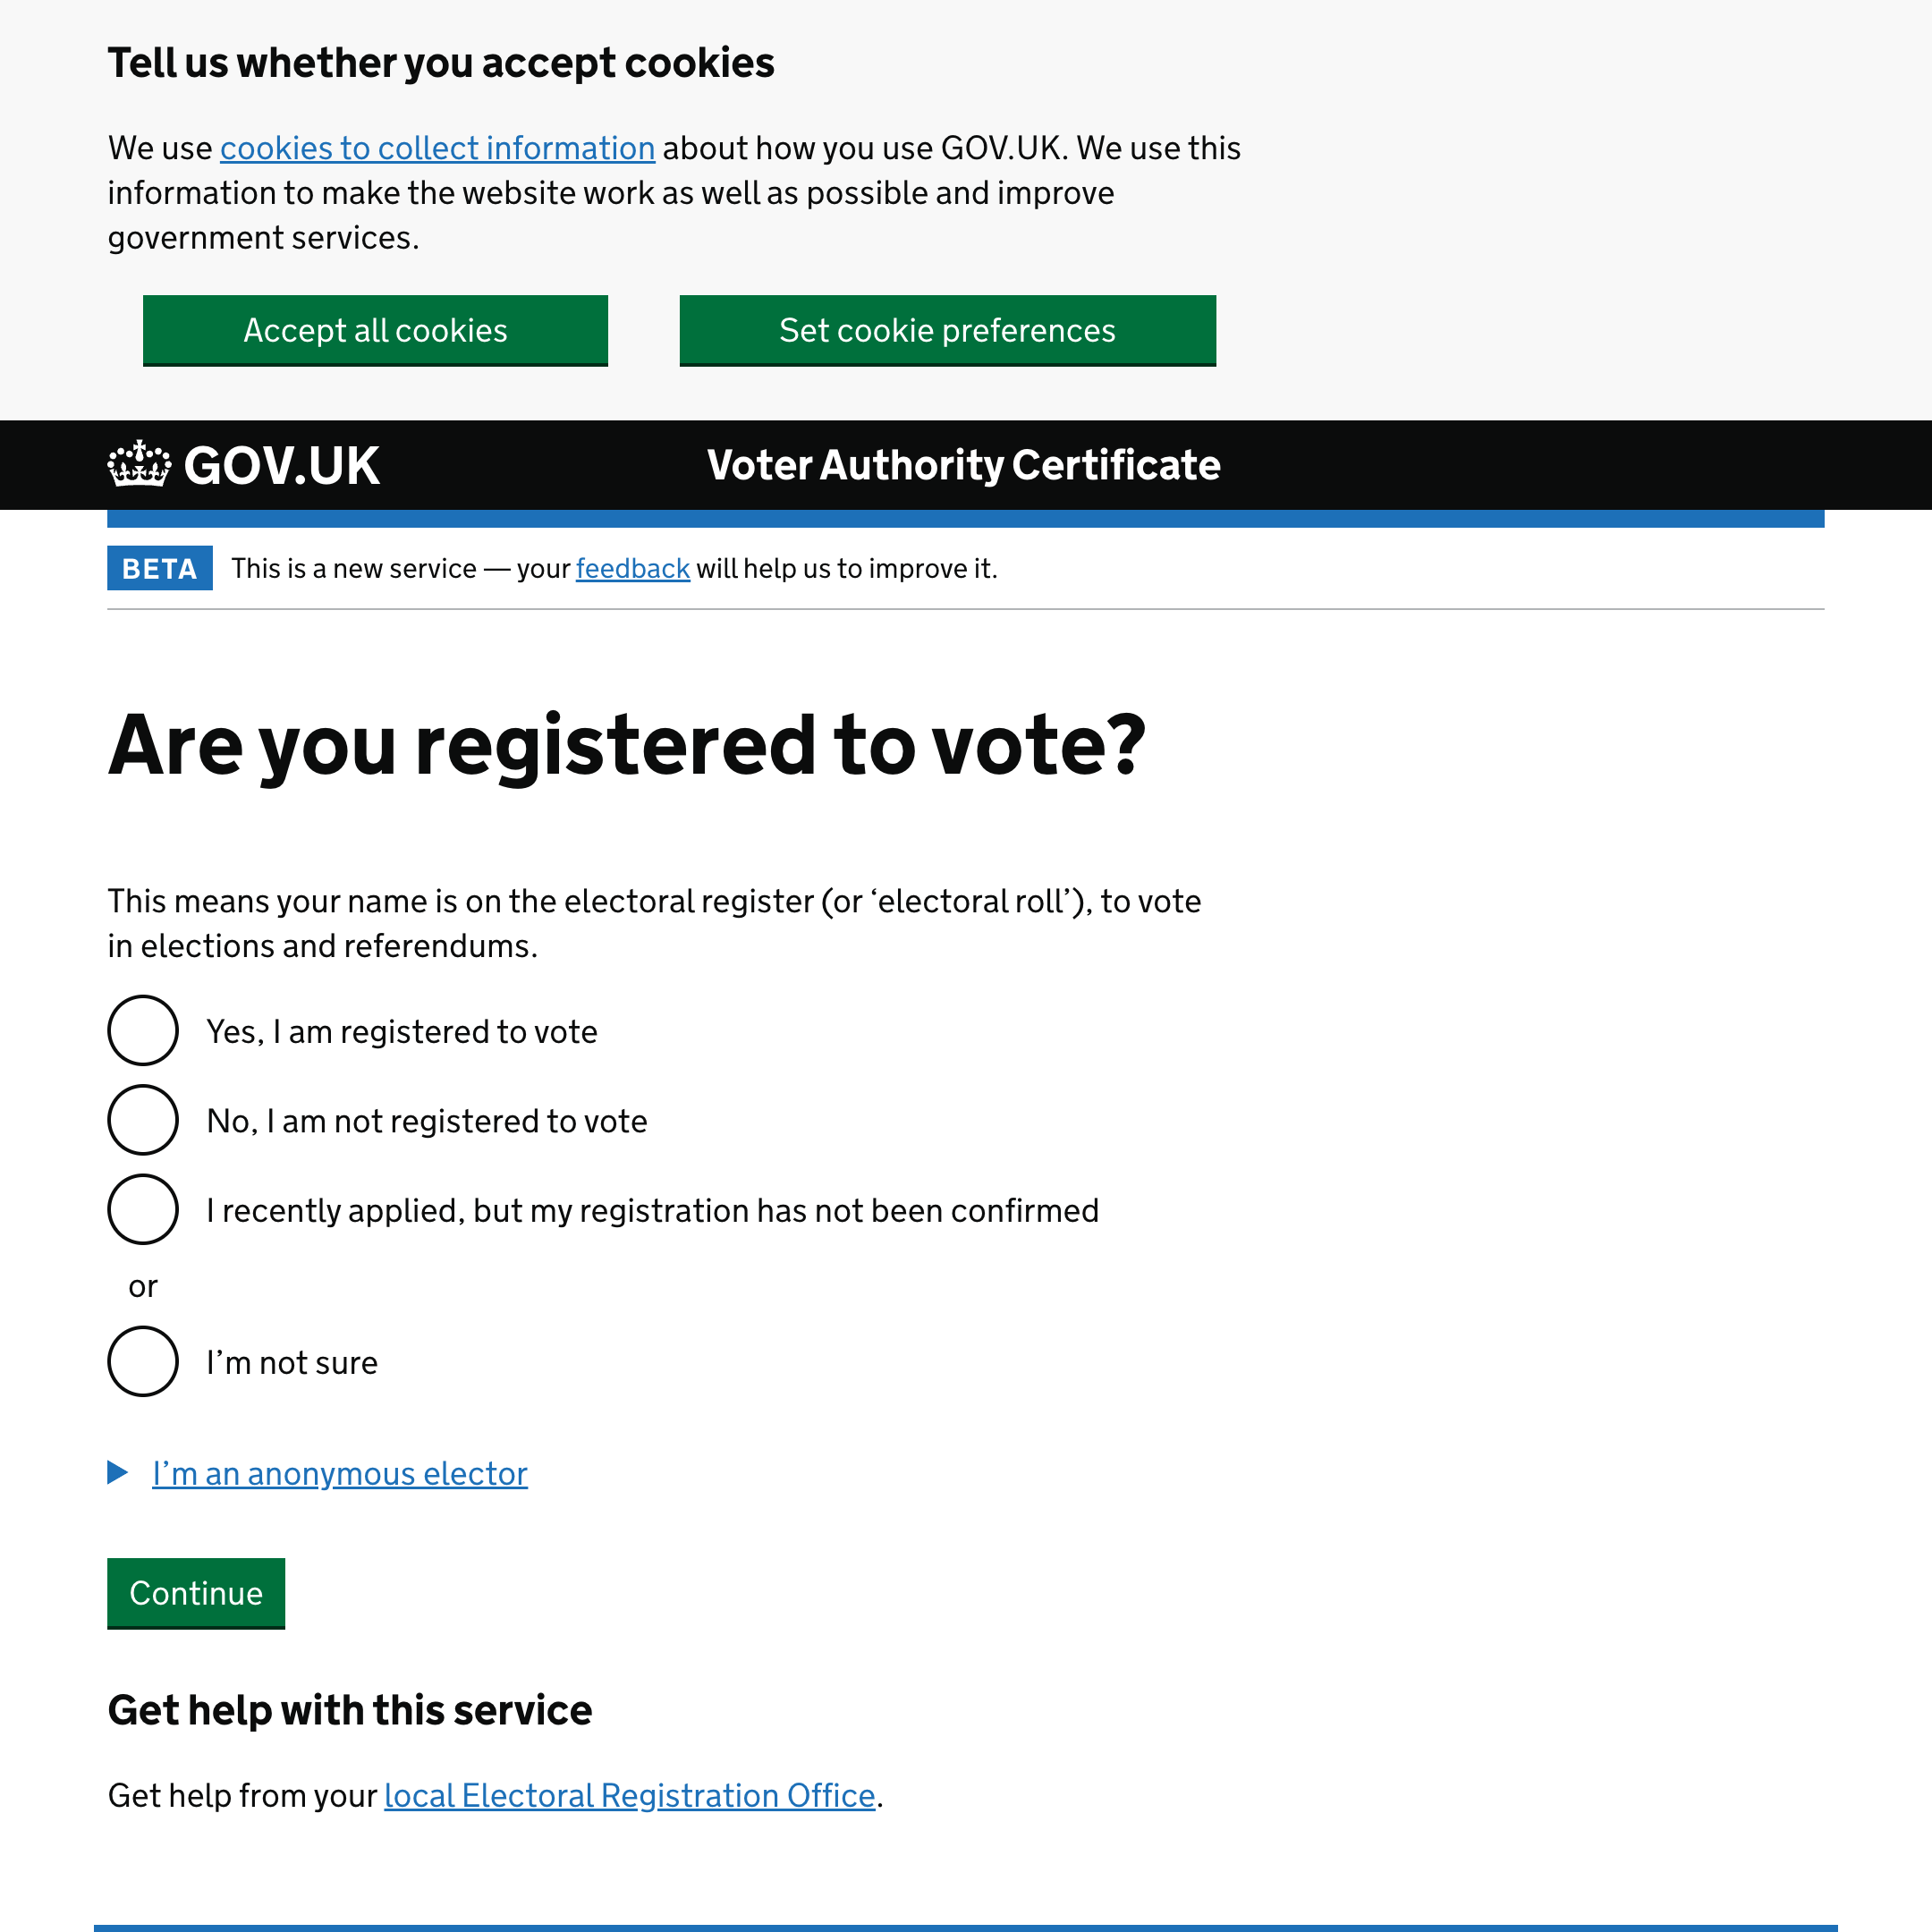 Tell us whether you accept cookies
We use cookies to collect information about how you use GOV.UK. We use this
information to make the website work as well as possible and improve
government services.
Accept all cookies
Set cookie preferences
GOV.UK
Voter Authority Certificate
BETA
This is a new service — your feedback will help us to improve it.
Are you registered to vote?
This means your name is on the electoral register (or ‘electoral roll’), to vote
in elections and referendums.
Yes, I am registered to vote
No, I am not registered to vote
I recently applied, but my registration has not been confirmed
or
I’m not sure
I’m an anonymous elector
Continue
Get help with this service
Get help from your local Electoral Registration Office.